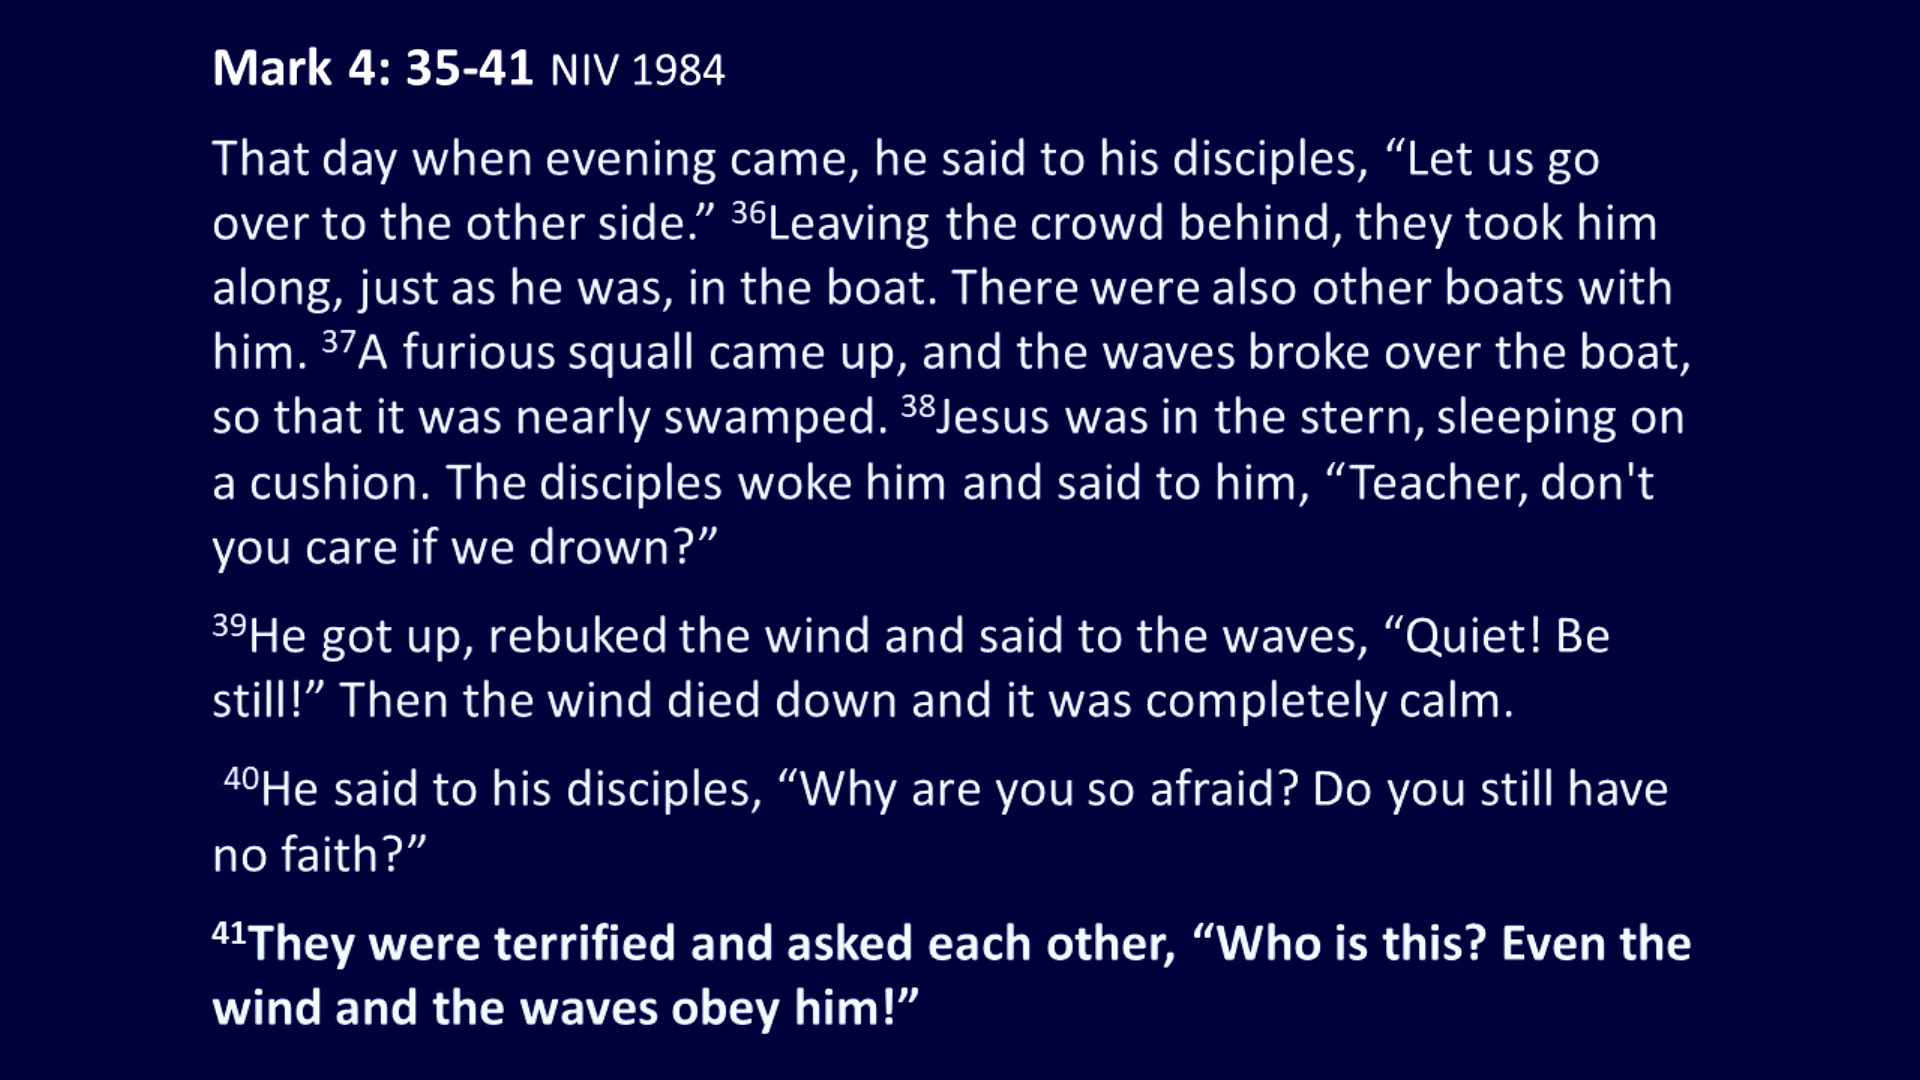 Mark 4: 35-41 NIV 1984
That day when evening came, he said to his disciples, “Let us go
over to the other side.” ³⁶Leaving the crowd behind, they took him
along, just as he was, in the boat. There were also other boats with
him. ³⁷A furious squall came up, and the waves broke over the boat,
so that it was nearly swamped. ³⁸Jesus was in the stern, sleeping on
a cushion. The disciples woke him and said to him, “Teacher, don't
you care if we drown?”
³⁹He got up, rebuked the wind and said to the waves, “Quiet! Be
still!” Then the wind died down and it was completely calm.
⁴⁰He said to his disciples, “Why are you so afraid? Do you still have
no faith?”
⁴¹They were terrified and asked each other, “Who is this? Even the
wind and the waves obey him!”